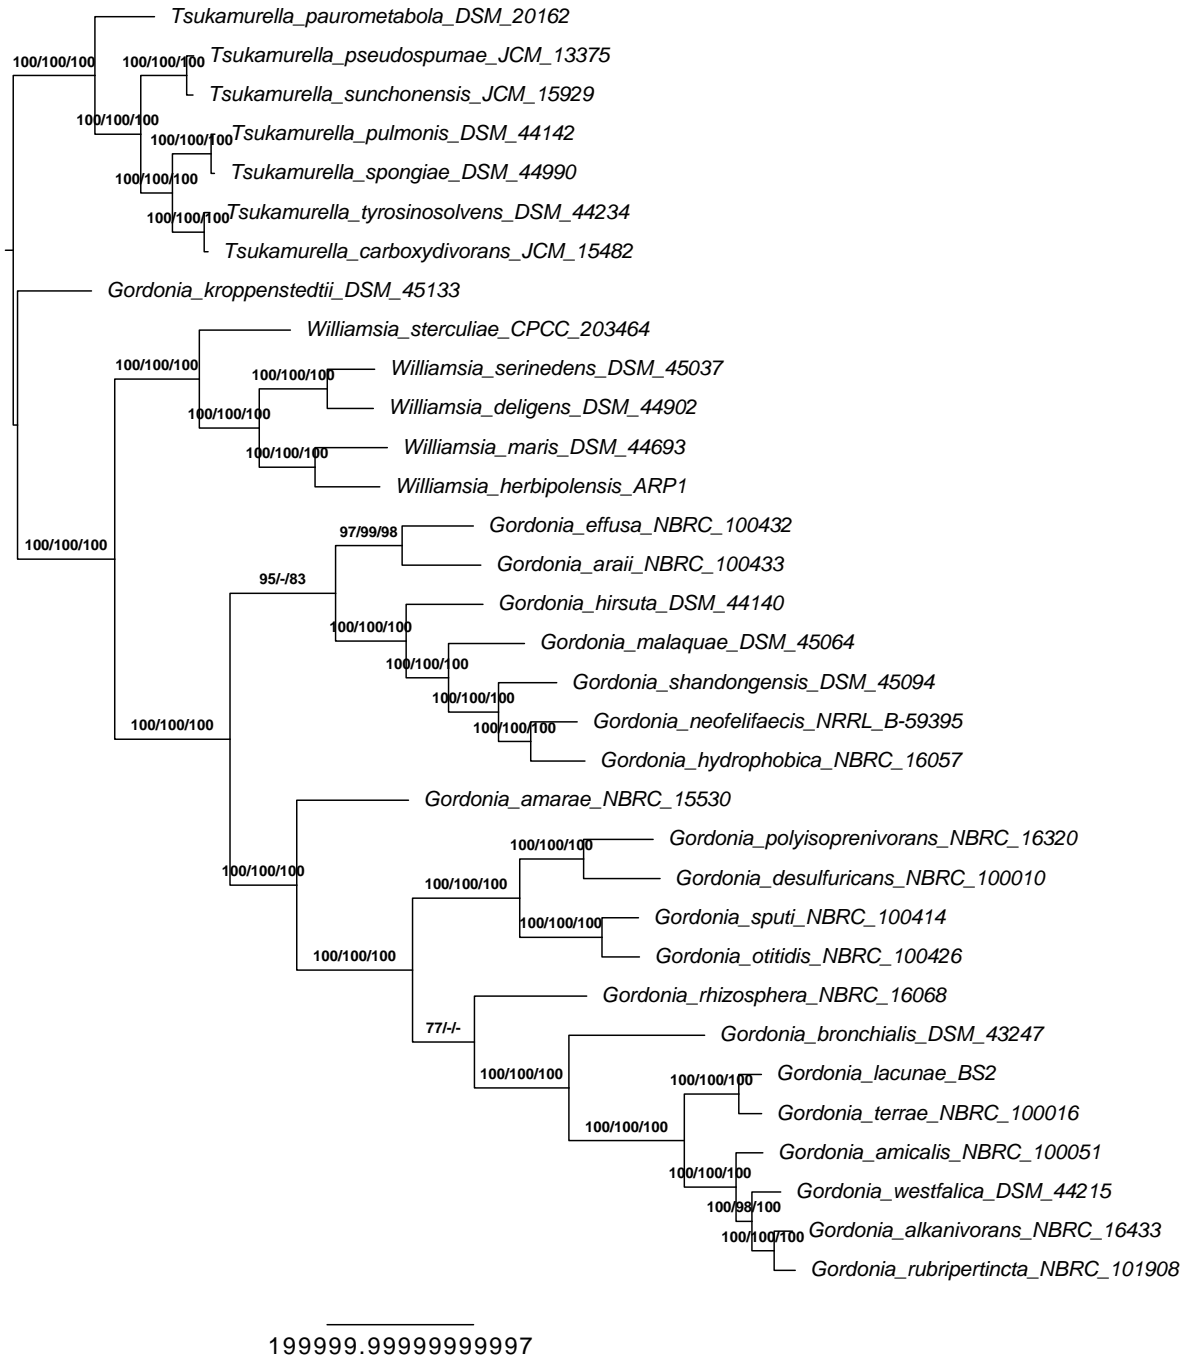 Tsukamurella_paurometabola_DSM_20162
100/100/100
100/100/100
Tsukamurella_pseudospumae_JCM_13375
Tsukamurella_sunchonensis_JCM_15929
100/100/100
100/100/100
Tsukamurella_pulmonis_DSM_44142
Tsukamurella_spongiae_DSM_44990
100/100/100
100/100/100
Tsukamurella_tyrosinosolvens_DSM_44234
Tsukamurella_carboxydivorans_JCM_15482
Gordonia_kroppenstedtii_DSM_45133
Williamsia_sterculiae_CPCC_203464
100/100/100
100/100/100
Williamsia_serinedens_DSM_45037
Williamsia_deligens_DSM_44902
100/100/100
100/100/100
Williamsia_maris_DSM_44693
Williamsia_herbipolensis_ARP1
100/100/100
97/99/98
Gordonia_effusa_NBRC_100432
Gordonia_araii_NBRC_100433
95/-/83
Gordonia_hirsuta_DSM_44140
100/100/100
Gordonia_malaquae_DSM_45064
100/100/100
Gordonia_shandongensis_DSM_45094
100/100/100
100/100/100
Gordonia_neofelifaecis_NRRL_B-59395
100/100/100
Gordonia_hydrophobica_NBRC_16057
Gordonia_amarae_NBRC_15530
100/100/100
Gordonia_polyisoprenivorans_NBRC_16320
100/100/100
Gordonia_desulfuricans_NBRC_100010
100/100/100
100/100/100
Gordonia_sputi_NBRC_100414
Gordonia_otitidis_NBRC_100426
100/100/100
Gordonia_rhizosphera_NBRC_16068
77/-/-
Gordonia_bronchialis_DSM_43247
100/100/100
100/100/100
Gordonia_lacunae_BS2
Gordonia_terrae_NBRC_100016
100/100/100
Gordonia_amicalis_NBRC_100051
100/100/100
Gordonia_westfalica_DSM_44215
100/98/100
100/100/100
Gordonia_alkanivorans_NBRC_16433
Gordonia_rubripertincta_NBRC_101908
199999.99999999997